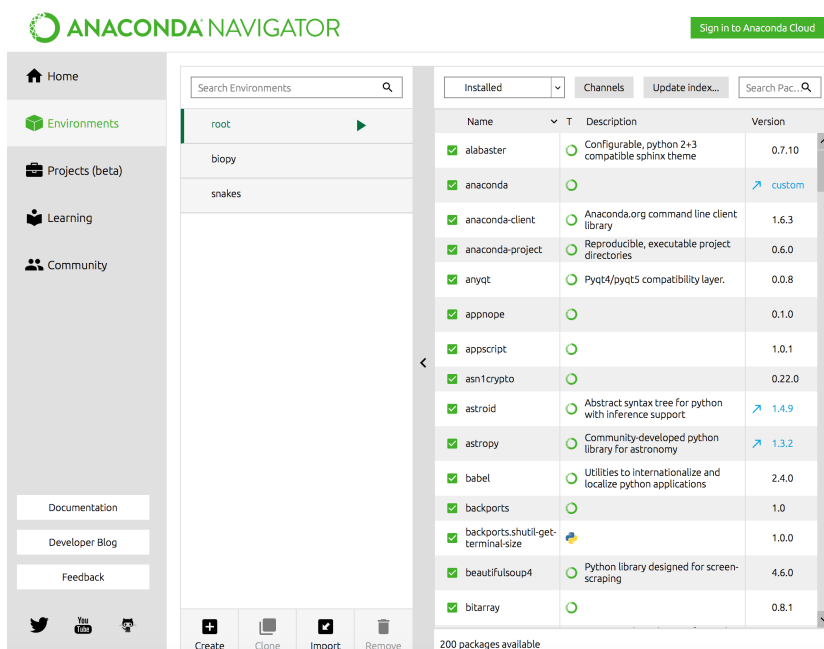 ANACONDA NAVIGATOR
Sign in to Anaconda Cloud
Home
Environments
Projects (beta)
Learning
Community
Documentation
Developer Blog
Feedback
You
Tube
Search Environments
root
biopy
snakes
Create
Clone
Import
Remove
Installed
Channels
Update index...
Search Pac...
Name T Description Version
alabaster Configurable, python 2+3 0.7.10
compatible sphinx theme
anaconda custom
anaconda-client Anaconda.org command line client 1.6.3
library
anaconda-project Reproducible, executable project 0.6.0
directories
anyqt Pyqt4/pyqt5 compatibility layer. 0.0.8
appnope 0.1.0
appscript 1.0.1
asn1crypto 0.22.0
astroid Abstract syntax tree for python 1.4.9
with inference support
astropy Community-developed python 1.3.2
library for astronomy
babel Utilities to internationalize and 2.4.0
localize python applications
backports 1.0
backports.shutil-get- 1.0.0
terminal-size
beautifulsoup4 Python library designed for screen- 4.6.0
scraping
bitarray 0.8.1
200 packages available